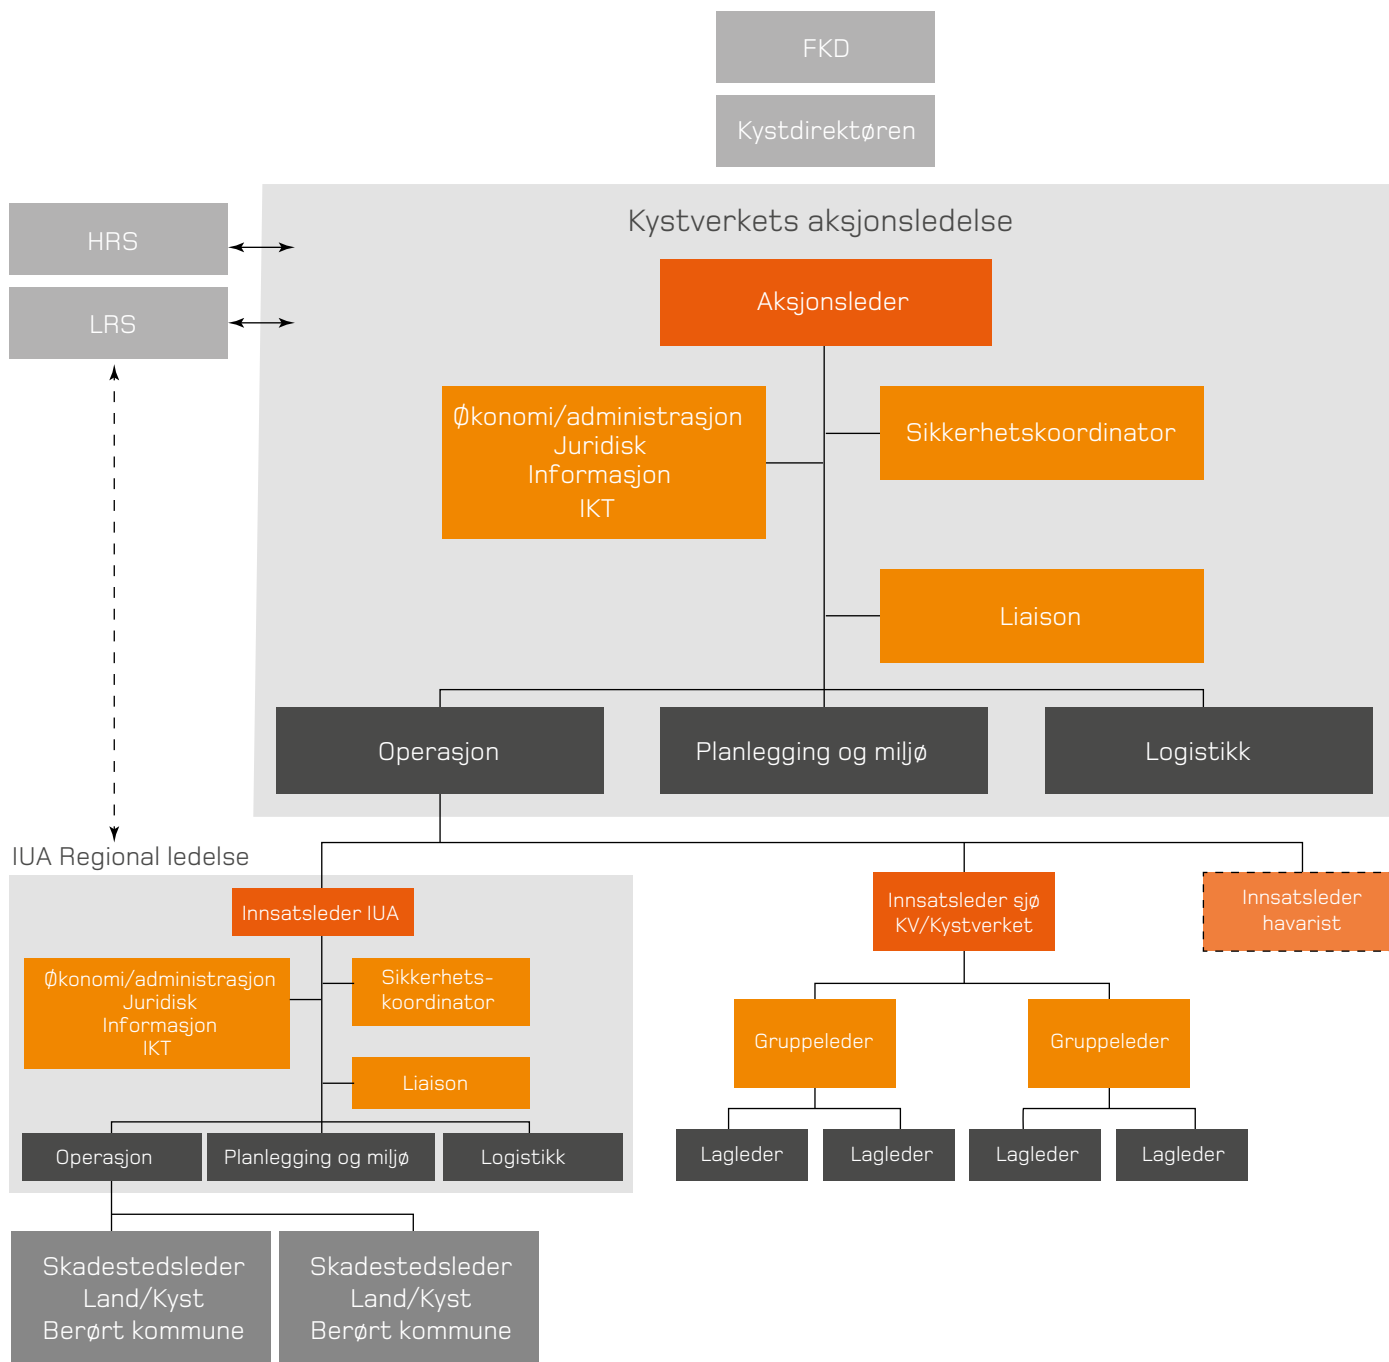 FKD
Kystdirektøren
HRS
LRS
Kystverkets aksjonsledelse
Aksjonsleder
Økonomi/administrasjon
Juridisk
Informasjon
IKT
Sikkerhetskoordinator
Liaison
Operasjon
Planlegging og miljø
Logistikk
IUA Regional ledelse
Innsatsleder IUA
Økonomi/administrasjon
Juridisk
Informasjon
IKT
Sikkerhets-
koordinator
Liaison
Operasjon
Planlegging og miljø
Logistikk
Skadestedsleder
Land/Kyst
Berørt kommune
Skadestedsleder
Land/Kyst
Berørt kommune
Innsatsleder sjø
KV/Kystverket
Gruppeleder
Gruppeleder
Lagleder
Lagleder
Lagleder
Lagleder
Innsatsleder
havarist